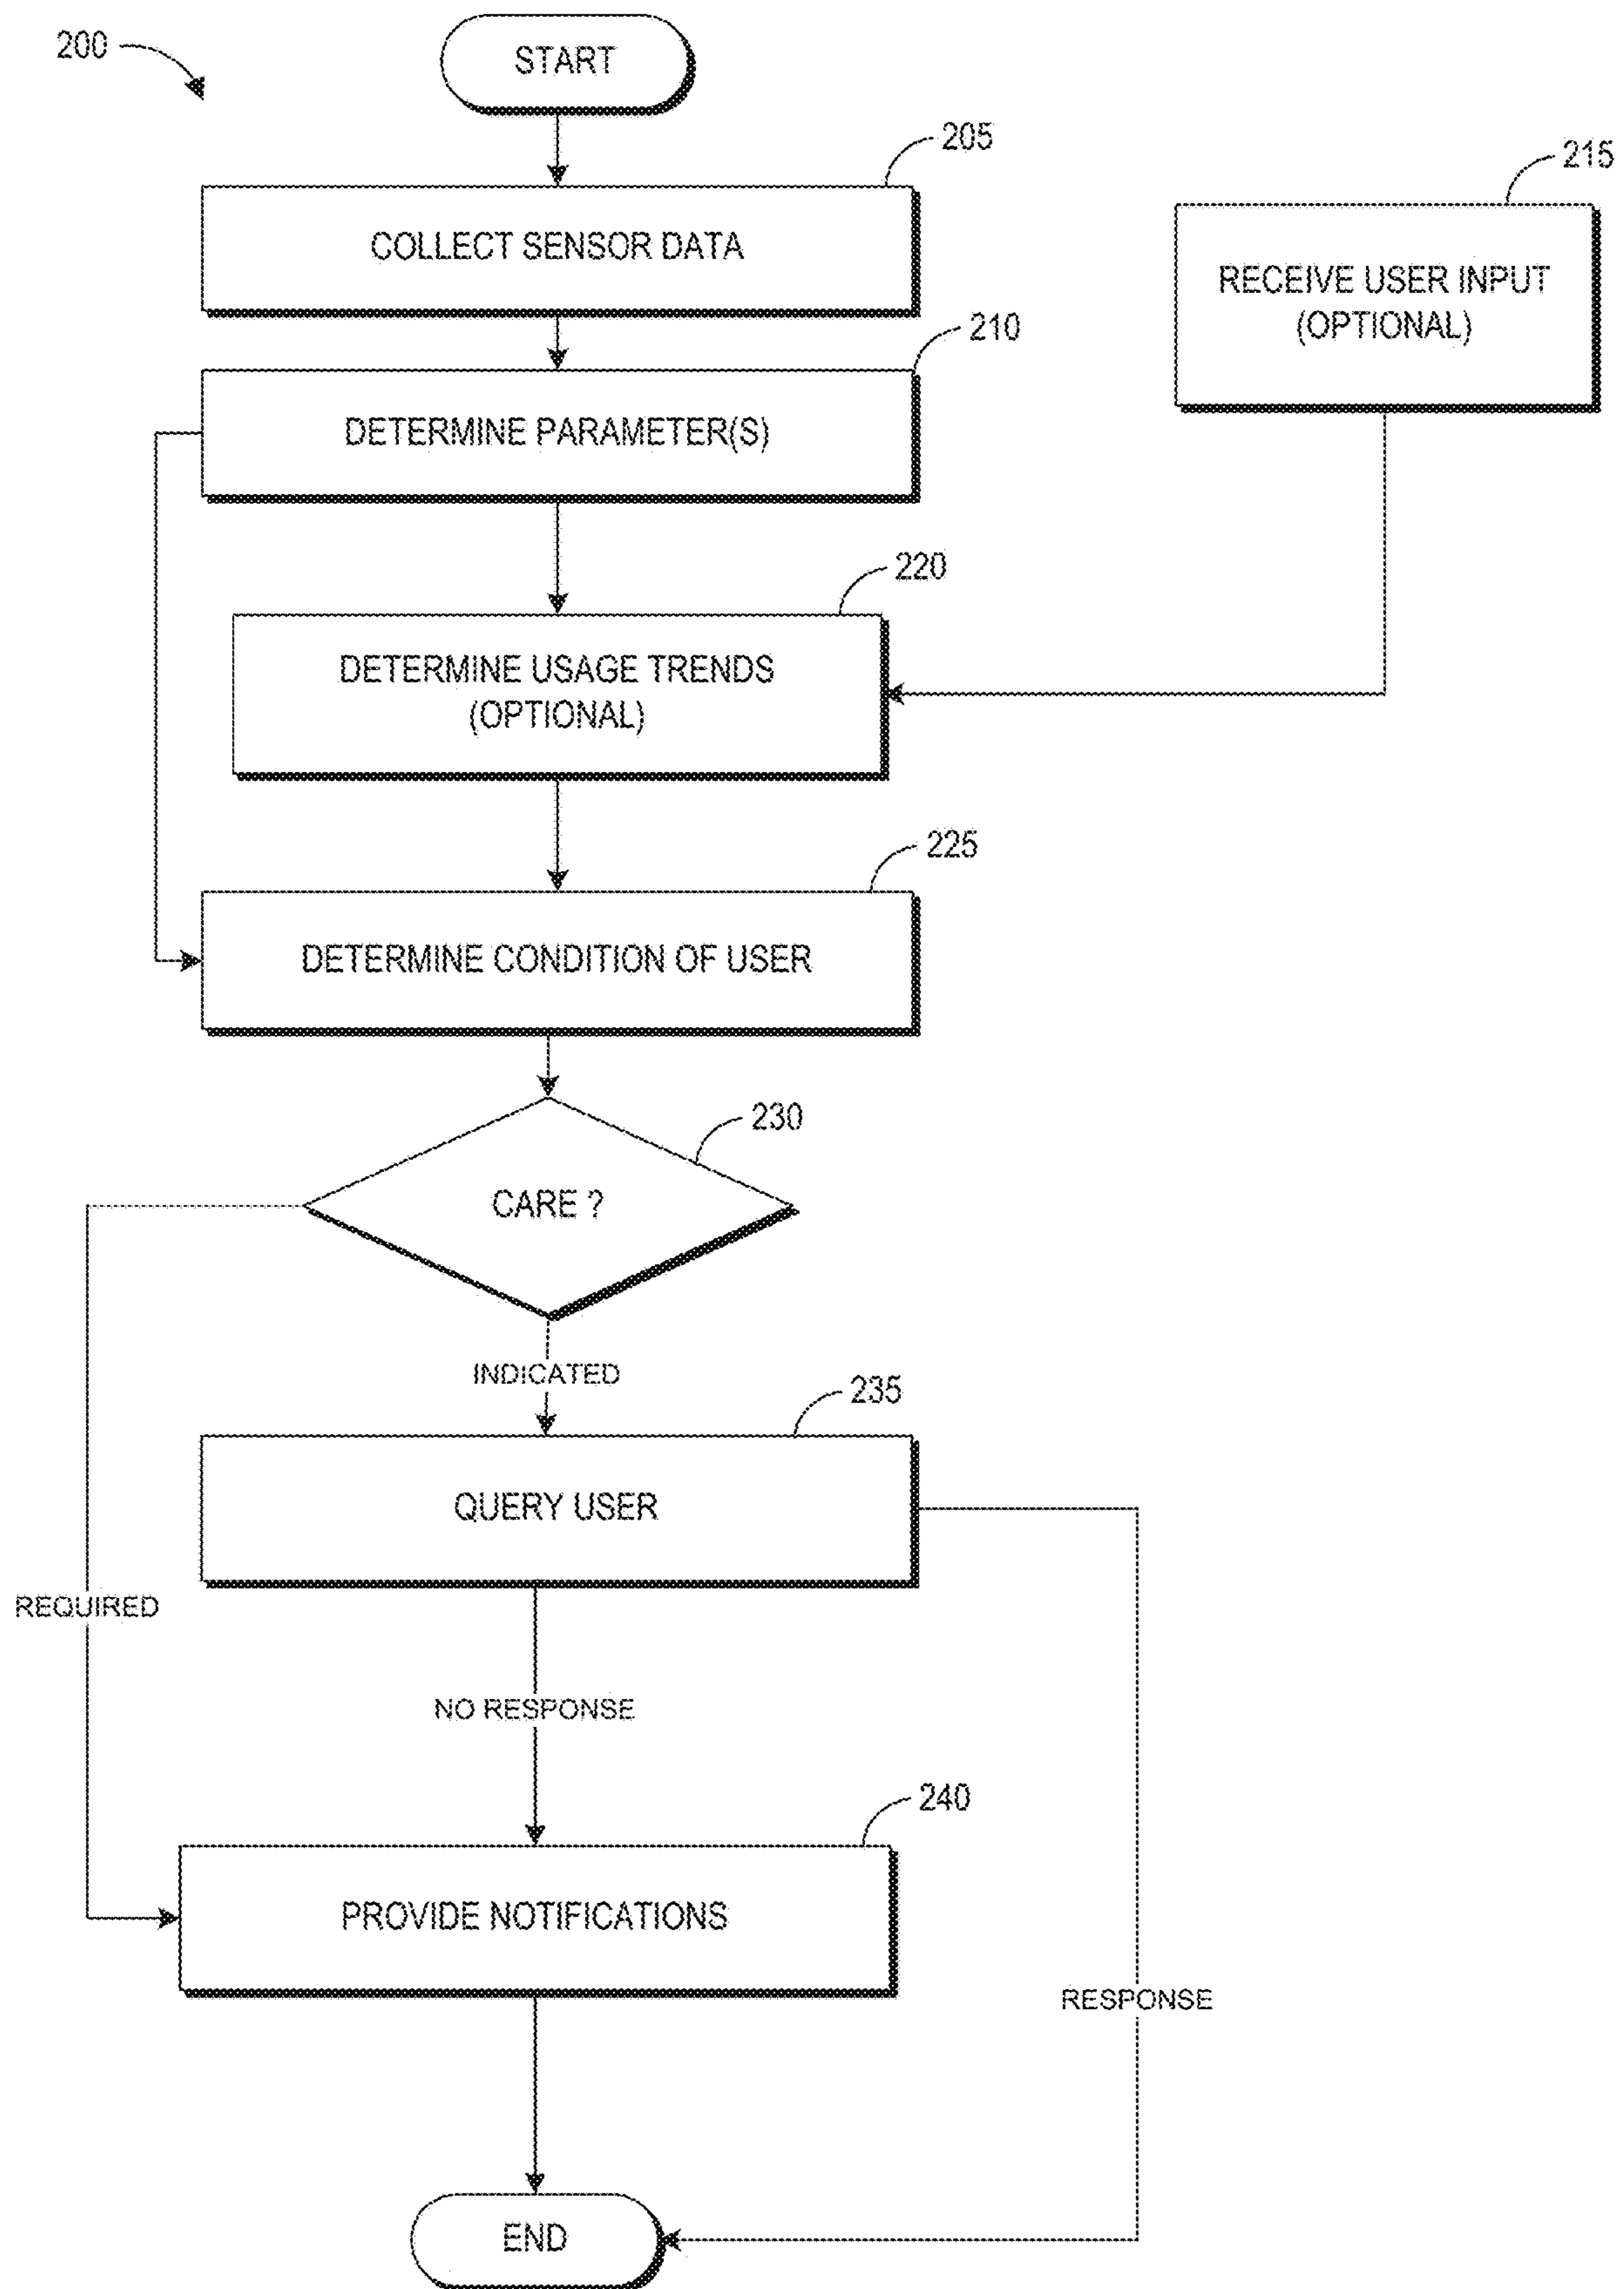 200
START
205
COLLECT SENSOR DATA
215
RECEIVE USER INPUT
(OPTIONAL)
210
DETERMINE PARAMETER(S)
220
DETERMINE USAGE TRENDS
(OPTIONAL)
225
DETERMINE CONDITION OF USER
230
CARE ?
INDICATED
235
QUERY USER
REQUIRED
NO RESPONSE
240
PROVIDE NOTIFICATIONS
RESPONSE
END